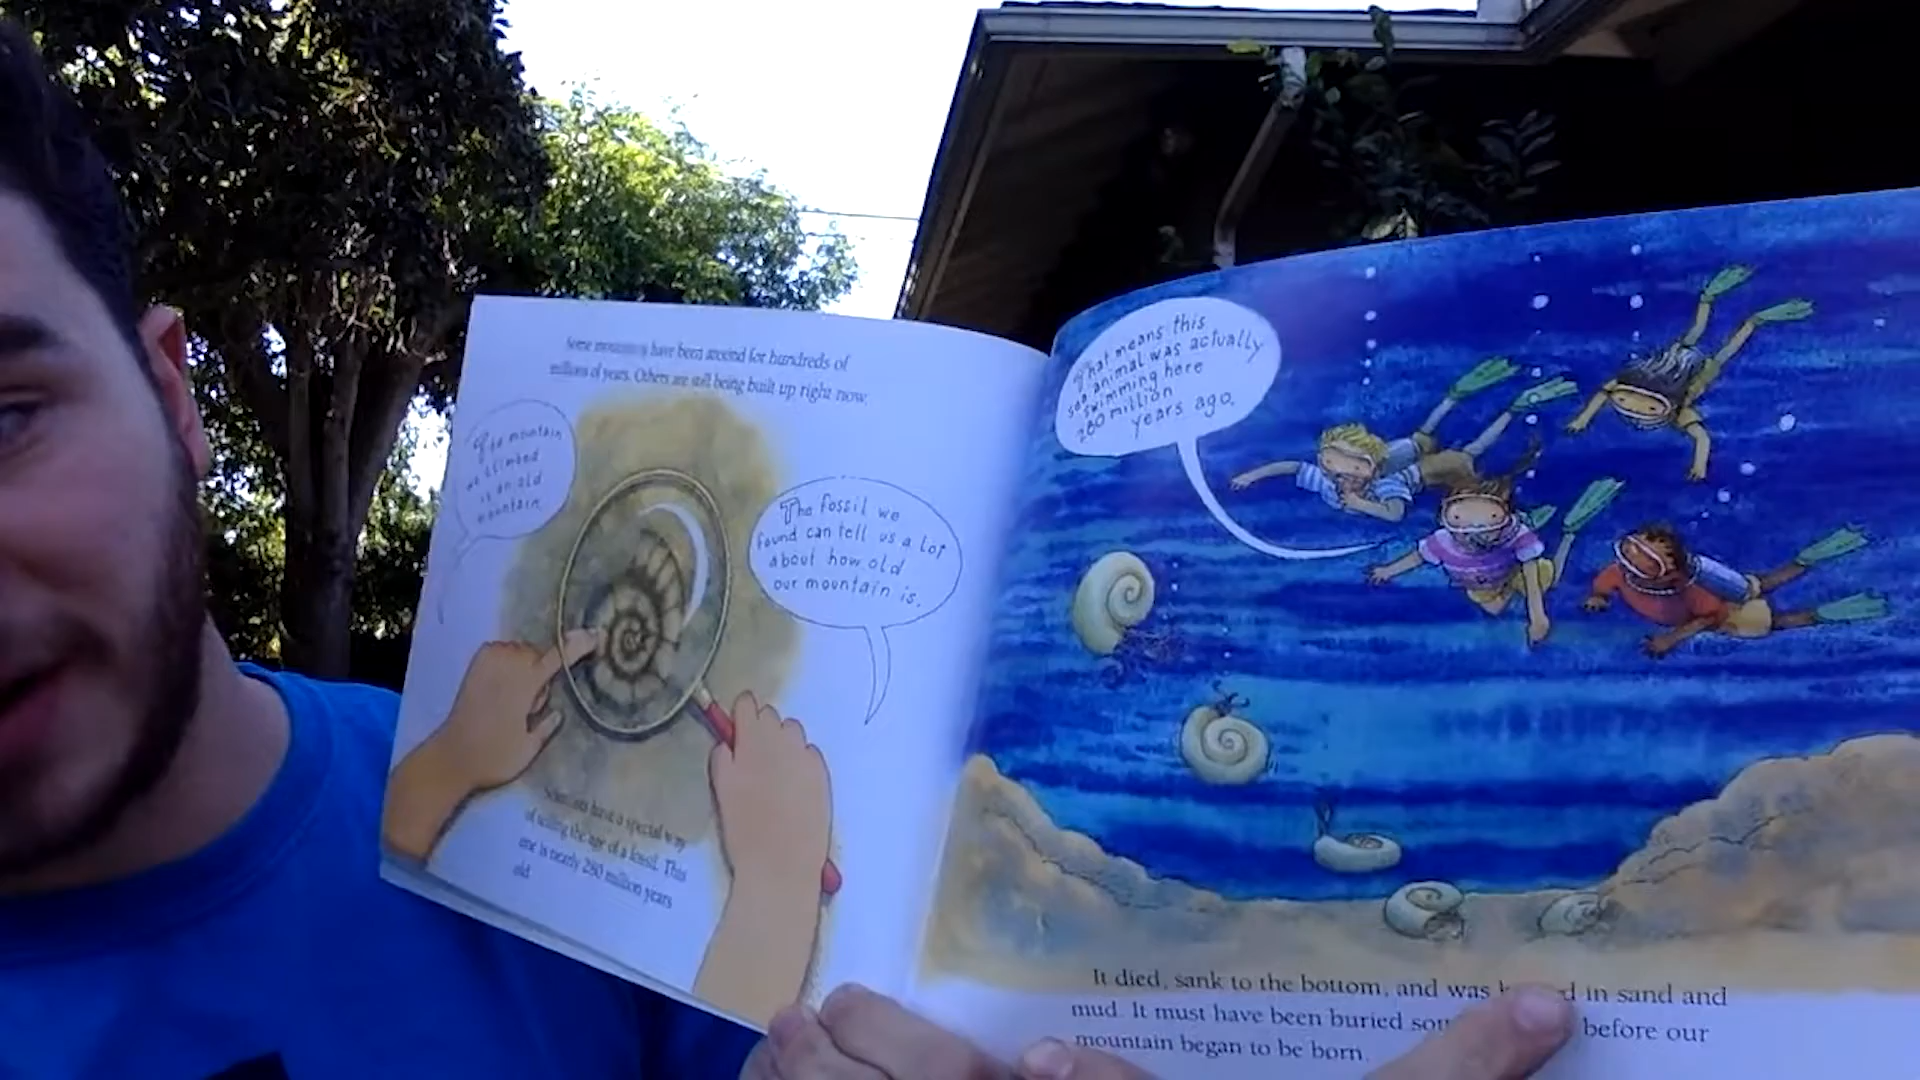 Some mountains have been around for hundreds of
millions of years. Others are still being built up right now.
The mountain
we climbed
is an old
mountain.
The fossil we
found can tell us a lot
about how old
our mountain is.
Scientists have a special way
of telling the age of a fossil. This
one is nearly 280 million years
old.
That means this
sea animal was actually
swimming here
280 million
years ago.
It died, sank to the bottom, and was in sand and
mud. It must have been buried before our
mountain began to be born.